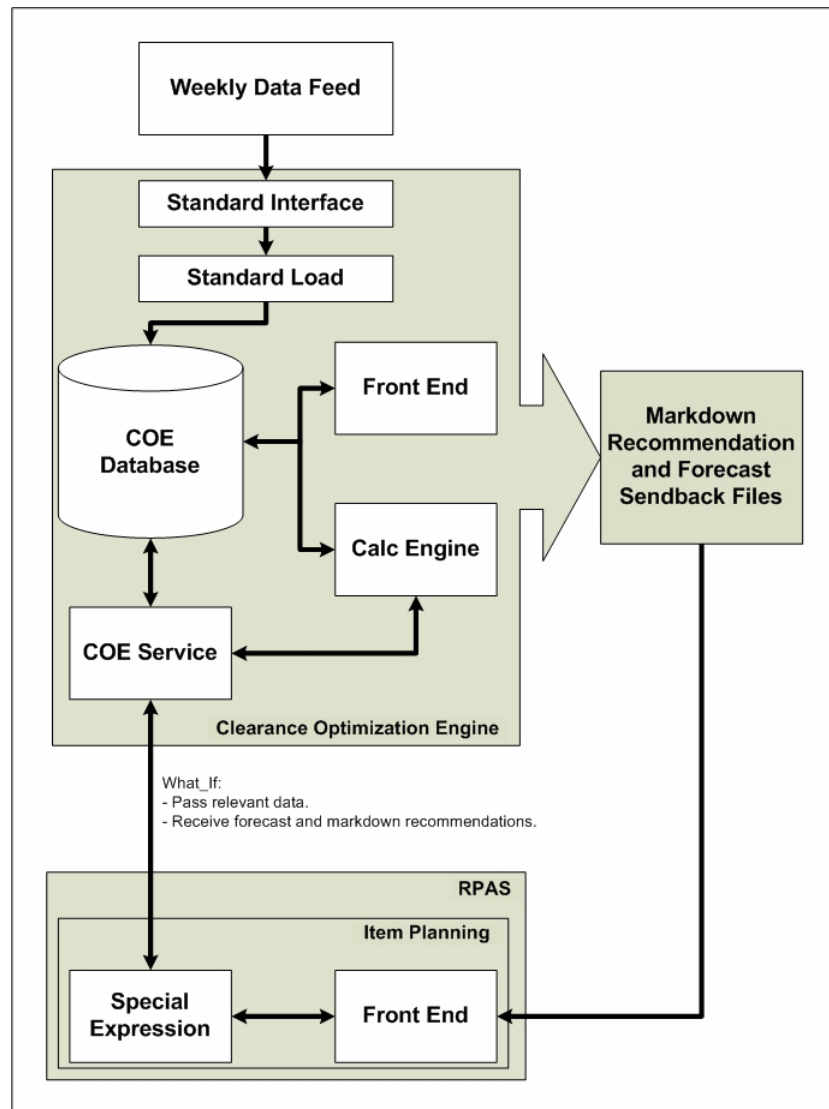 Weekly Data Feed
Standard Interface
Standard Load
COE
Database
Front End
Calc Engine
COE Service
Clearance Optimization Engine
Markdown
Recommendation
and Forecast
Sendback Files
What_If:
- Pass relevant data.
- Receive forecast and markdown recommendations.
RPAS
Item Planning
Special
Expression
Front End